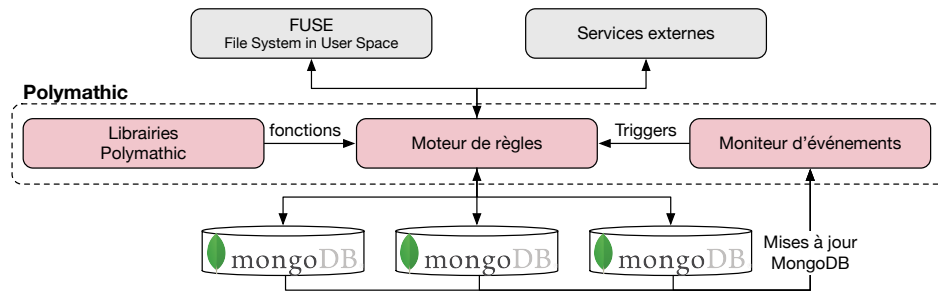 FUSE
File System in User Space
Services externes
Polymathic
Librairies
Polymathic
fonctions
Moteur de règles
Triggers
Moniteur d'événements
mongoDB
mongoDB
mongoDB
Mises à jour
MongoDB